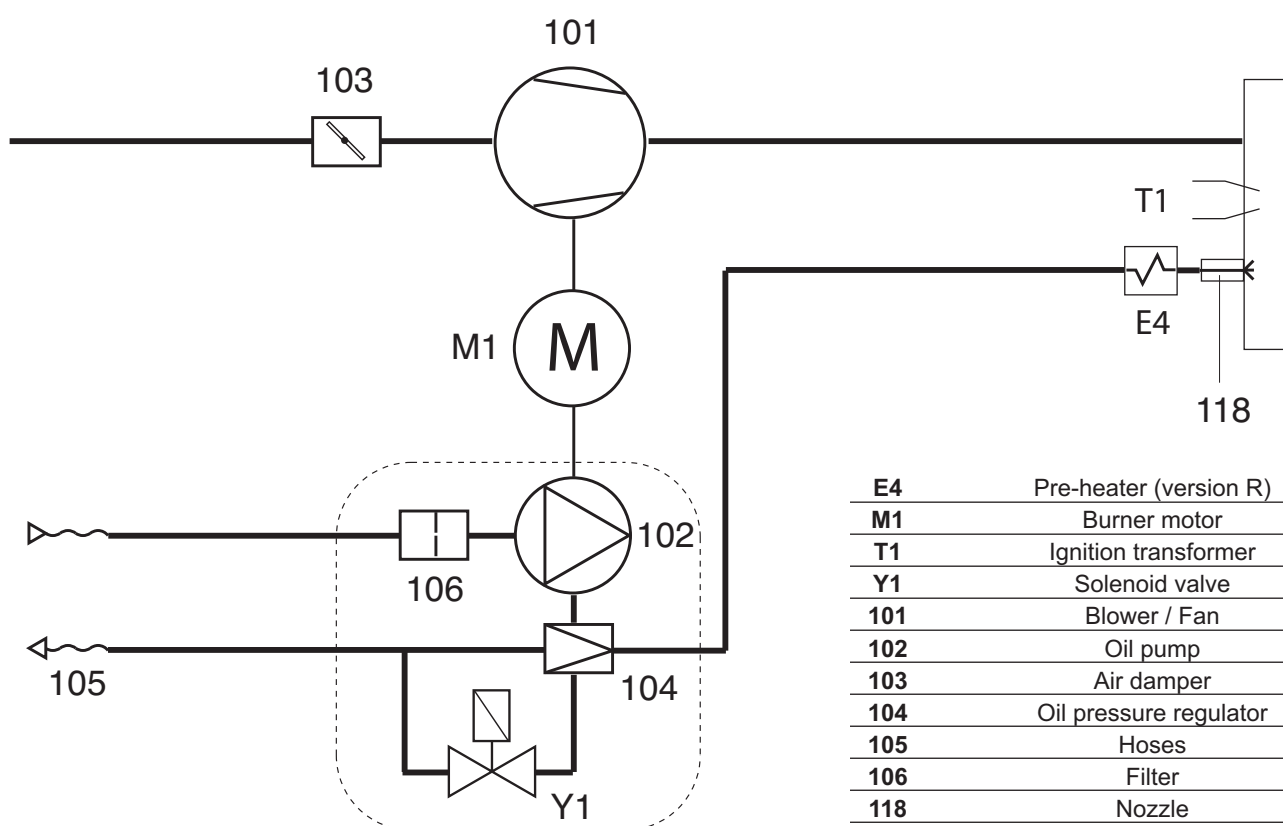 101
103
T1
E4
M1
M
118
102
106
105
104
Y1
E4 Pre-heater (version R)
M1 Burner motor
T1 Ignition transformer
Y1 Solenoid valve
101 Blower / Fan
102 Oil pump
103 Air damper
104 Oil pressure regulator
105 Hoses
106 Filter
118 Nozzle